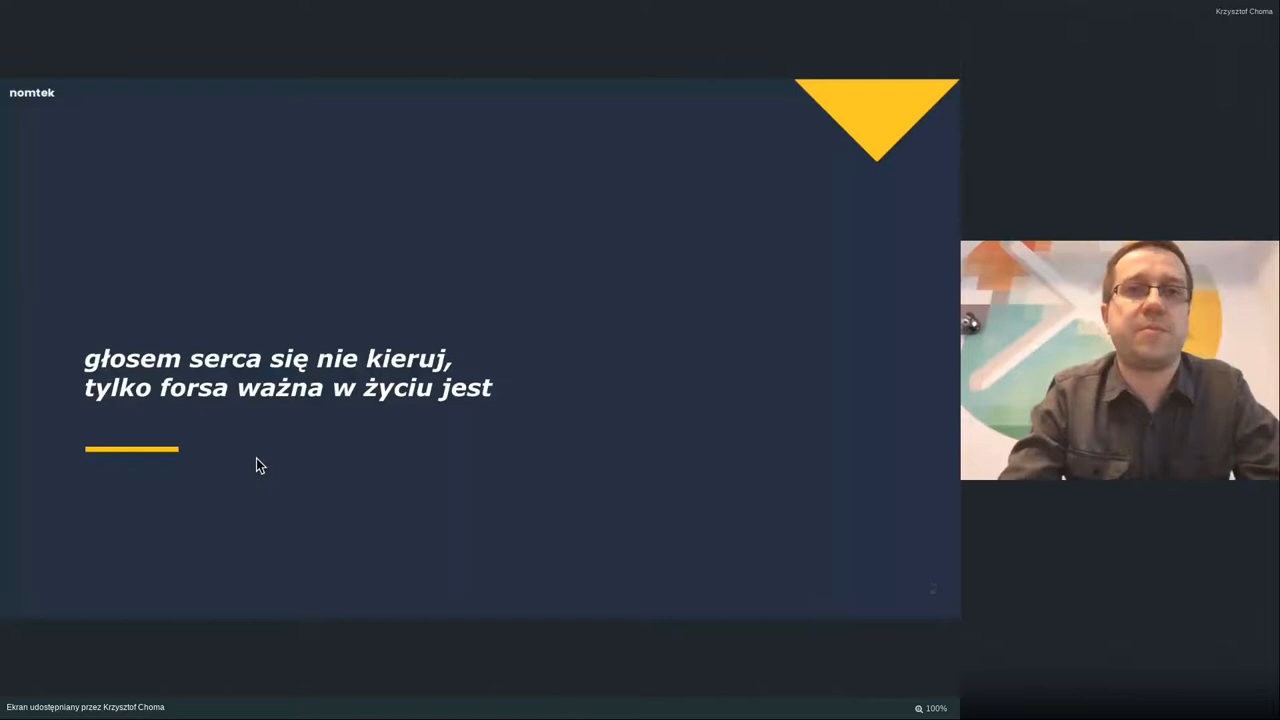 Krzysztof Choma
nomtek
głosem serca się nie kieruj,
tylko forsa ważna w życiu jest
2
Ekran udostępniany przez Krzysztof Choma
100%